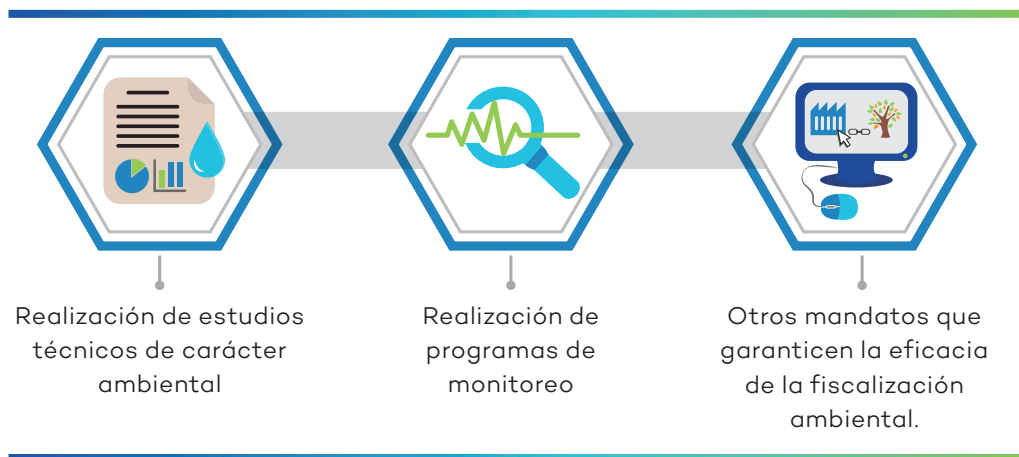 Realización de estudios
técnicos de carácter
ambiental
Realización de
programas de
monitoreo
Otros mandatos que
garanticen la eficacia
de la fiscalización
ambiental.